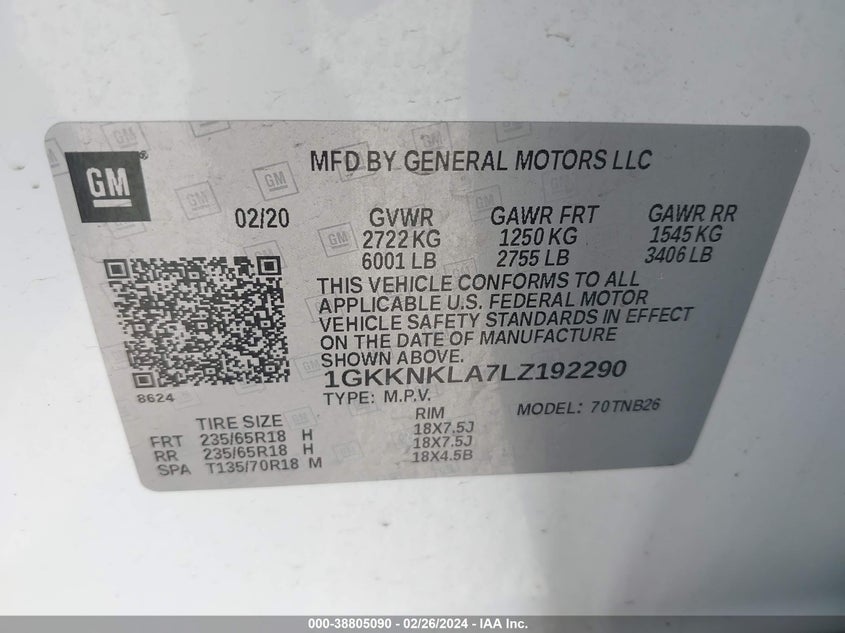 GM
MFD BY GENERAL MOTORS LLC
02/20 GVWR GAWR FRT GAWR RR
2722 KG 1250 KG 1545 KG
6001 LB 2755 LB 3406 LB
THIS VEHICLE CONFORMS TO ALL
APPLICABLE U.S. FEDERAL MOTOR
VEHICLE SAFETY STANDARDS IN EFFECT
ON THE DATE OF MANUFACTURE
SHOWN ABOVE.
1GKKNKLA7LZ192290
8624 TYPE: M.P.V. MODEL: 70TNB26
TIRE SIZE RIM
FRT 235/65R18 H 18X7.5J
RR 235/65R18 H 18X7.5J
SPA T135/70R18 M 18X4.5B
000-38805090 - 02/26/2024 - IAA Inc.